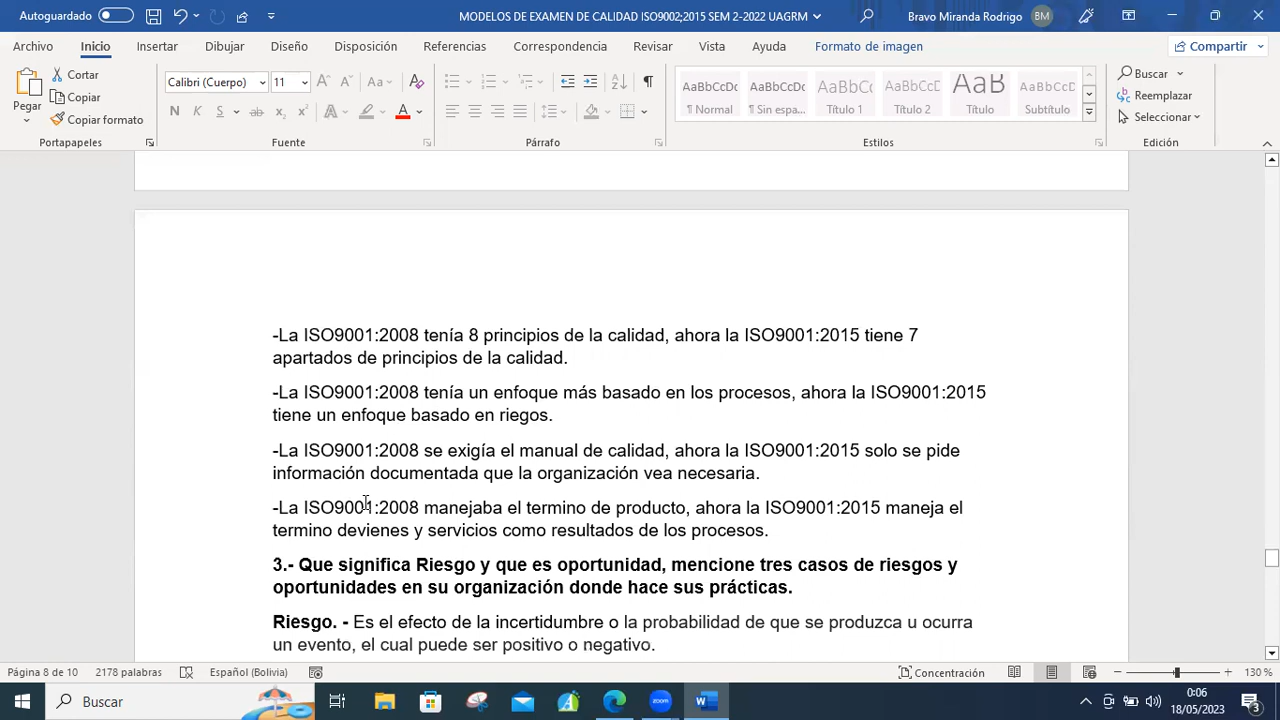 Autoguardado
MODELOS DE EXAMEN DE CALIDAD ISO9002;2015 SEM 2-2022 UAGRM
Bravo Miranda Rodrigo BM
Archivo Inicio Insertar Dibujar Diseño Disposición Referencias Correspondencia Revisar Vista Ayuda Formato de imagen Compartir
Pegar
Cortar
Copiar
Copiar formato
Portapapeles
Calibri (Cuerpo) 11
N K S ab x₂ x² A A
Fuente
Párrafo
AaBbCcDc AaBbCcDc AaBbCc AaBbCcD AaB AaBbCcD
¶ Normal ¶ Sin espa... Título 1 Título 2 Título Subtítulo
Estilos
Buscar
Reemplazar
Seleccionar
Edición
-La ISO9001:2008 tenía 8 principios de la calidad, ahora la ISO9001:2015 tiene 7
apartados de principios de la calidad.
-La ISO9001:2008 tenía un enfoque más basado en los procesos, ahora la ISO9001:2015
tiene un enfoque basado en riegos.
-La ISO9001:2008 se exigía el manual de calidad, ahora la ISO9001:2015 solo se pide
información documentada que la organización vea necesaria.
-La ISO9001:2008 manejaba el termino de producto, ahora la ISO9001:2015 maneja el
termino devienes y servicios como resultados de los procesos.
3.- Que significa Riesgo y que es oportunidad, mencione tres casos de riesgos y
oportunidades en su organización donde hace sus prácticas.
Riesgo. - Es el efecto de la incertidumbre o la probabilidad de que se produzca u ocurra
un evento, el cual puede ser positivo o negativo.
Página 8 de 10 2178 palabras Español (Bolivia) Concentración 130 %
Buscar
zoom
0:06
18/05/2023
3